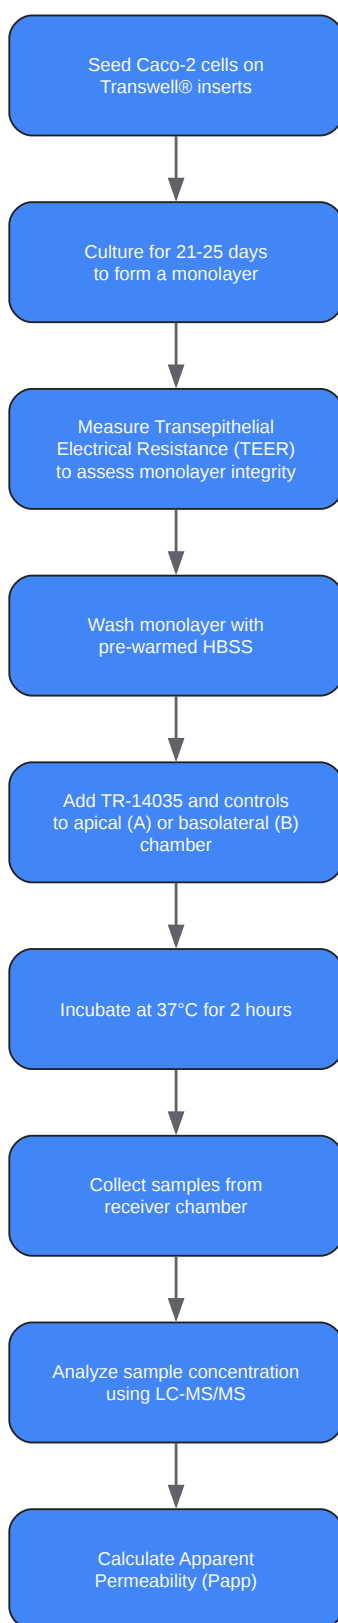 Seed Caco-2 cells on
Transwell® inserts
Culture for 21-25 days
to form a monolayer
Measure Transepithelial
Electrical Resistance (TEER)
to assess monolayer integrity
Wash monolayer with
pre-warmed HBSS
Add TR-14035 and controls
to apical (A) or basolateral (B)
chamber
Incubate at 37°C for 2 hours
Collect samples from
receiver chamber
Analyze sample concentration
using LC-MS/MS
Calculate Apparent
Permeability (Papp)